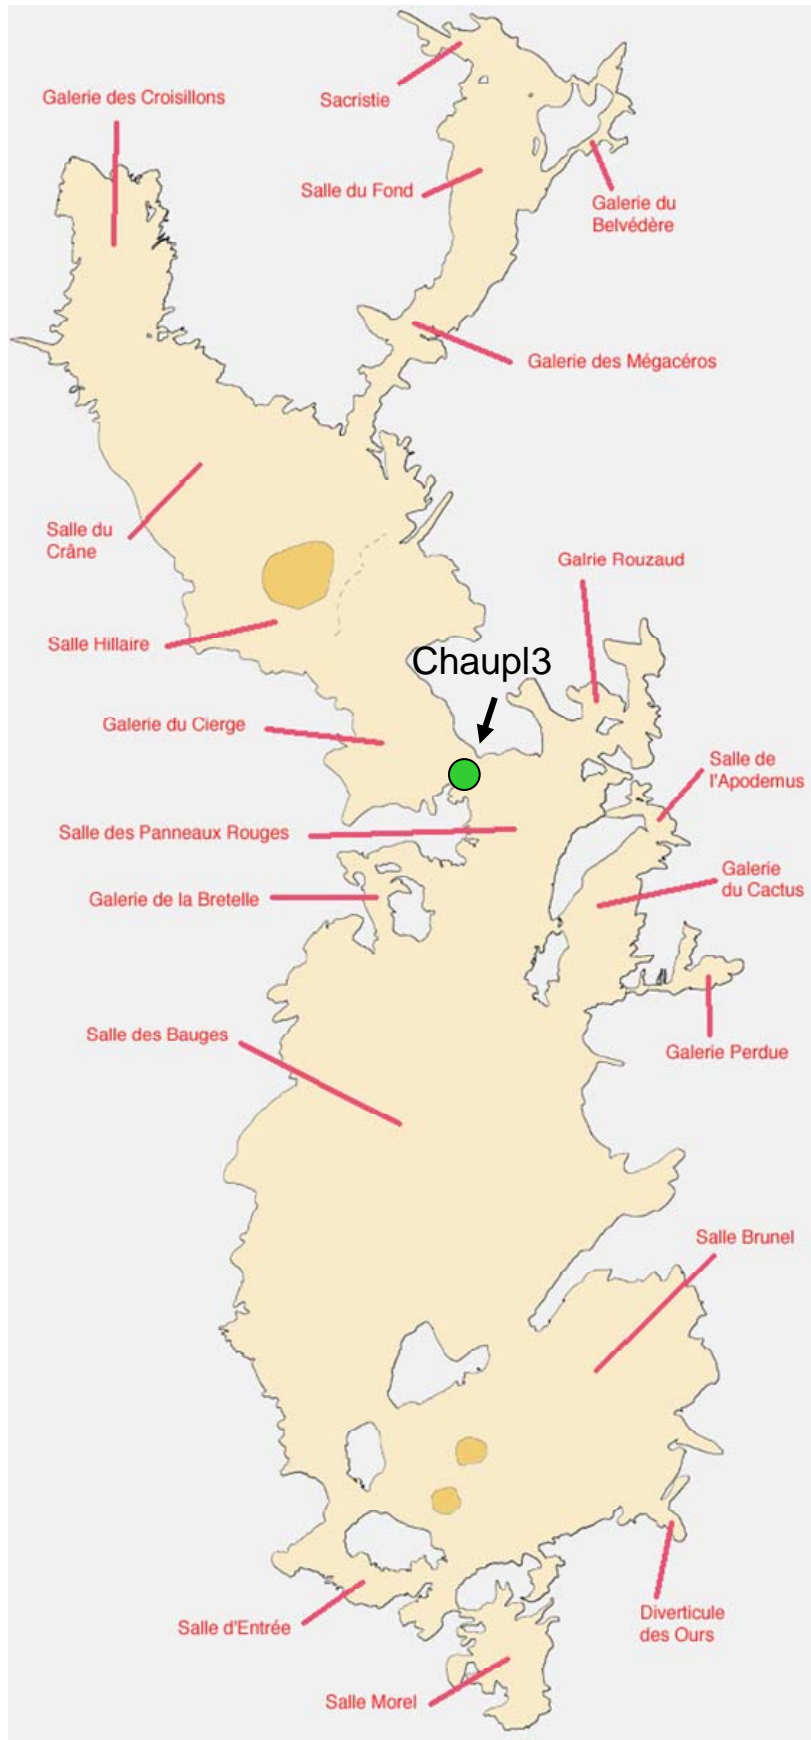 Sacristie
Galerie des Croisillons
Salle du Fond
Galerie du
Belvédère
Galerie des Mégacéros
Salle du
Crâne
Galrie Rouzaud
Salle Hillaire
Chaupl3
Galerie du Cierge
Salle de
l'Apodemus
Salle des Panneaux Rouges
Galerie
du Cactus
Galerie de la Bretelle
Salle des Bauges
Galerie Perdue
Salle Brunel
Salle d'Entrée
Diverticule
des Ours
Salle Morel